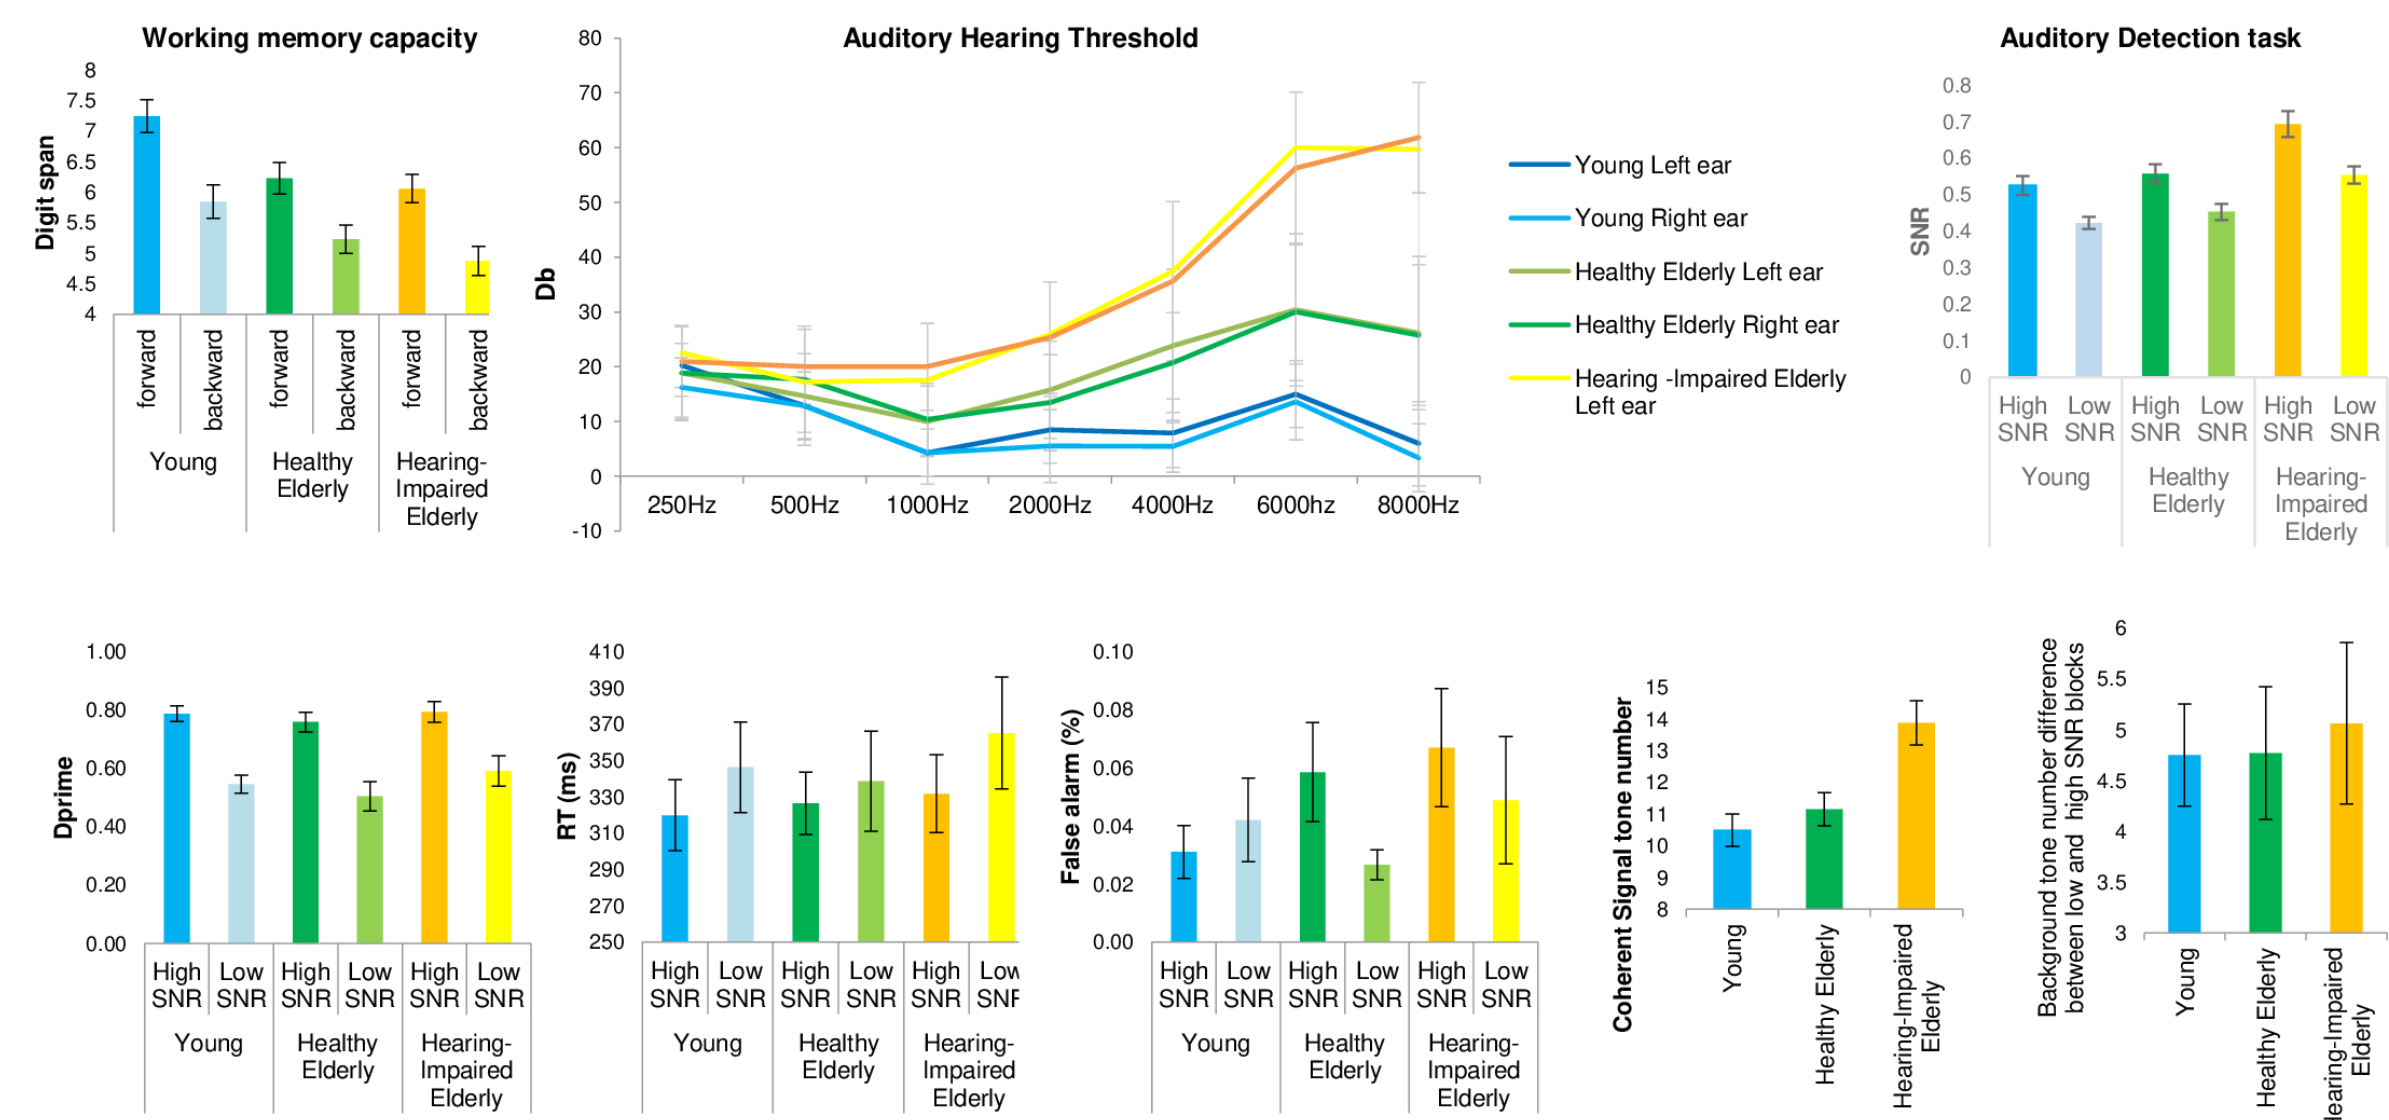 Working memory capacity
Digit span
8
7.5
7
6.5
6
5.5
5
4.5
4
forward
backward
forward
backward
forward
backward
Young
Healthy
Elderly
Hearing-
Impaired
Elderly
Auditory Hearing Threshold
Db
80
70
60
50
40
30
20
10
0
-10
250Hz
500Hz
1000Hz
2000Hz
4000Hz
6000hz
8000Hz
Young Left ear
Young Right ear
Healthy Elderly Left ear
Healthy Elderly Right ear
Hearing -Impaired Elderly
Left ear
Auditory Detection task
SNR
0.8
0.7
0.6
0.5
0.4
0.3
0.2
0.1
0
High
SNR
Low
SNR
High
SNR
Low
SNR
High
SNR
Low
SNR
Young
Healthy
Elderly
Hearing-
Impaired
Elderly
Dprime
1.00
0.80
0.60
0.40
0.20
0.00
High
SNR
Low
SNR
High
SNR
Low
SNR
High
SNR
Low
SNR
Young
Healthy
Elderly
Hearing-
Impaired
Elderly
RT (ms)
410
390
370
350
330
310
290
270
250
High
SNR
Low
SNR
High
SNR
Low
SNR
High
SNR
Low
SNR
Young
Healthy
Elderly
Hearing-
Impaired
Elderly
False alarm (%)
0.10
0.08
0.06
0.04
0.02
0.00
High
SNR
Low
SNR
High
SNR
Low
SNR
High
SNR
Low
SNR
Young
Healthy
Elderly
Hearing-
Impaired
Elderly
Coherent Signal tone number
15
14
13
12
11
10
9
8
Young
Healthy Elderly
Hearing-Impaired
Elderly
Background tone number difference
between low and high SNR blocks
6
5.5
5
4.5
4
3.5
3
Young
Healthy Elderly
Hearing-Impaired
Elderly